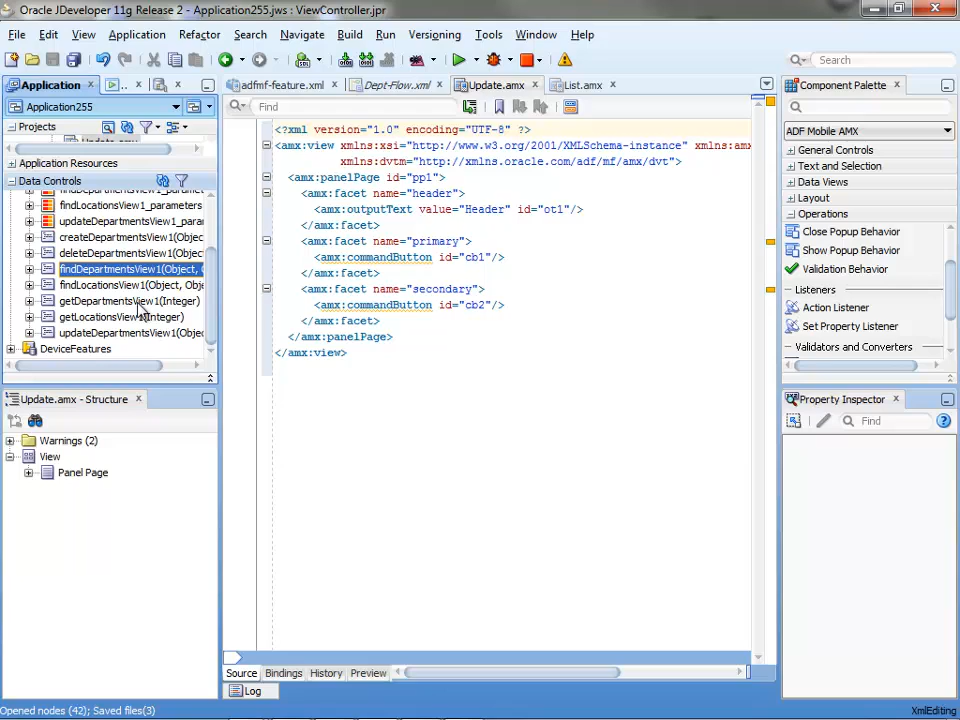 Oracle JDeveloper 11g Release 2 - Application255.jws : ViewController.jpr
File Edit View Application Refactor Search Navigate Build Run Versioning Tools Window Help
Search
Application
adfmf-feature.xml
Dept-Flow.xml
Update.amx
List.amx
Component Palette
Application255
Find
Projects
ADF Mobile AMX
Application Resources
Data Controls
findLocationsView1_parameters
updateDepartmentsView1_para
createDepartmentsView1(Objec
deleteDepartmentsView1(Objec
findDepartmentsView1(Object,
findLocationsView1(Object, Obje
getDepartmentsView1(Integer)
getLocationsView1(Integer)
updateDepartmentsView1(Objec
DeviceFeatures
<?xml version="1.0" encoding="UTF-8" ?>
<amx:view xmlns:xsi="http://www.w3.org/2001/XMLSchema-instance" xmlns:amx
xmlns:dvtm="http://xmlns.oracle.com/adf/mf/amx/dvt">
<amx:panelPage id="pp1">
<amx:facet name="header">
<amx:outputText value="Header" id="ot1"/>
</amx:facet>
<amx:facet name="primary">
<amx:commandButton id="cb1"/>
</amx:facet>
<amx:facet name="secondary">
<amx:commandButton id="cb2"/>
</amx:facet>
</amx:panelPage>
</amx:view>
General Controls
Text and Selection
Data Views
Layout
Operations
Close Popup Behavior
Show Popup Behavior
Validation Behavior
Listeners
Action Listener
Set Property Listener
Validators and Converters
Update.amx - Structure
Warnings (2)
View
Panel Page
Property Inspector
Find
Source Bindings History Preview
Log
Opened nodes (42); Saved files(3)
XmlEditing